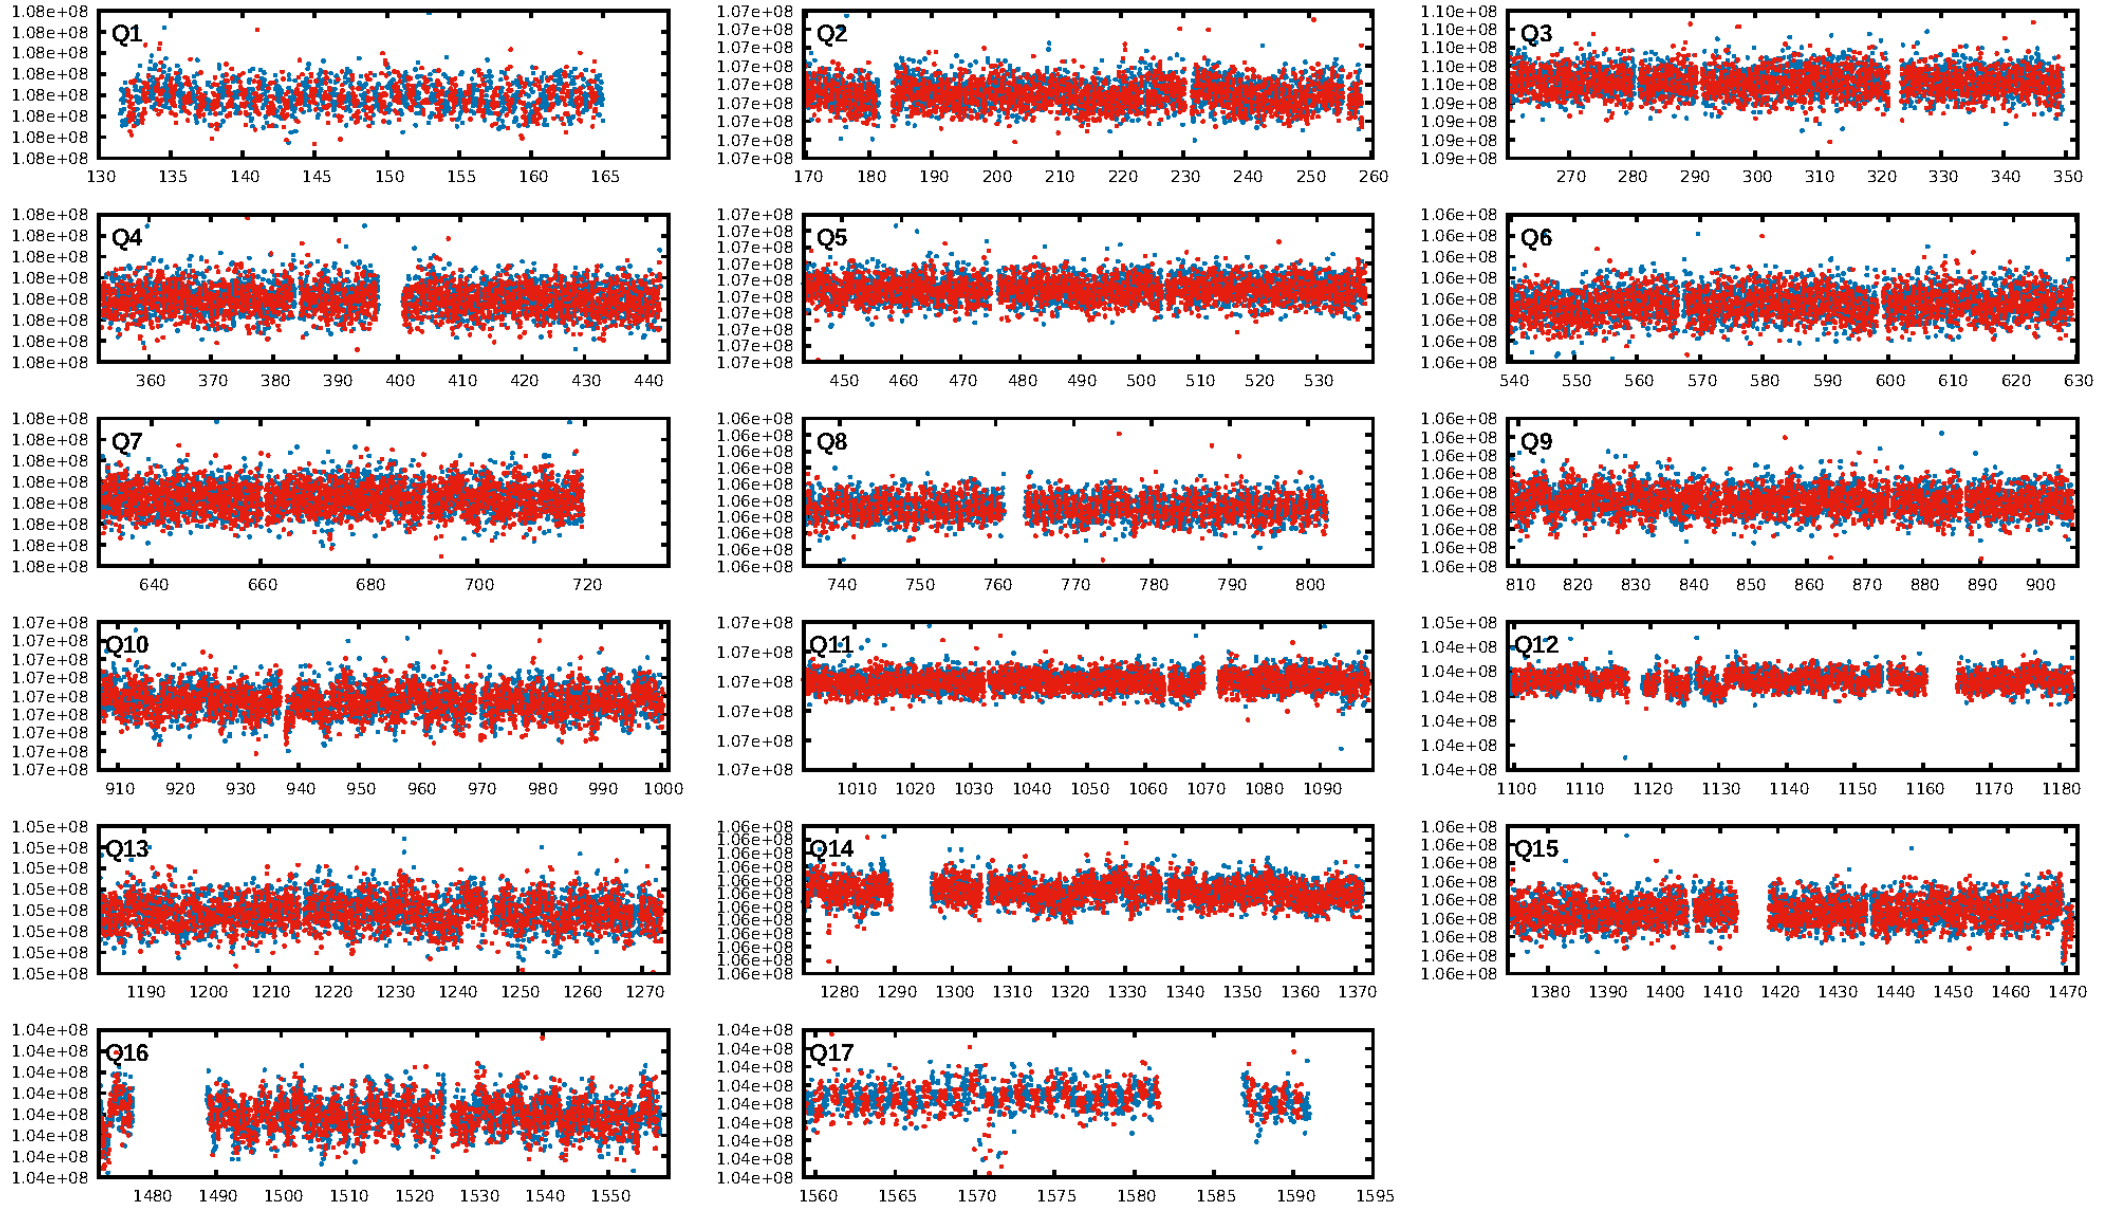 1.08e+08
1.08e+08
1.08e+08
1.08e+08
1.08e+08
1.08e+08
1.08e+08
1.08e+08
Q1
130 135 140 145 150 155 160 165
1.07e+08
1.07e+08
1.07e+08
1.07e+08
1.07e+08
1.07e+08
1.07e+08
1.07e+08
1.07e+08
Q2
170 180 190 200 210 220 230 240 250 260
1.10e+08
1.10e+08
1.10e+08
1.10e+08
1.10e+08
1.09e+08
1.09e+08
1.09e+08
1.09e+08
Q3
270 280 290 300 310 320 330 340 350
1.08e+08
1.08e+08
1.08e+08
1.08e+08
1.08e+08
1.08e+08
1.08e+08
1.08e+08
Q4
360 370 380 390 400 410 420 430 440
1.07e+08
1.07e+08
1.07e+08
1.07e+08
1.07e+08
1.07e+08
1.07e+08
1.07e+08
1.07e+08
1.07e+08
Q5
450 460 470 480 490 500 510 520 530
1.06e+08
1.06e+08
1.06e+08
1.06e+08
1.06e+08
1.06e+08
1.06e+08
1.06e+08
Q6
540 550 560 570 580 590 600 610 620 630
1.08e+08
1.08e+08
1.08e+08
1.08e+08
1.08e+08
1.08e+08
1.08e+08
1.08e+08
Q7
640 660 680 700 720
1.06e+08
1.06e+08
1.06e+08
1.06e+08
1.06e+08
1.06e+08
1.06e+08
1.06e+08
1.06e+08
1.06e+08
Q8
740 750 760 770 780 790 800
1.06e+08
1.06e+08
1.06e+08
1.06e+08
1.06e+08
1.06e+08
1.06e+08
1.06e+08
1.06e+08
Q9
810 820 830 840 850 860 870 880 890 900
1.07e+08
1.07e+08
1.07e+08
1.07e+08
1.07e+08
1.07e+08
1.07e+08
1.07e+08
1.07e+08
Q10
910 920 930 940 950 960 970 980 990 1000
1.07e+08
1.07e+08
1.07e+08
1.07e+08
1.07e+08
1.07e+08
Q11
1010 1020 1030 1040 1050 1060 1070 1080 1090
1.05e+08
1.04e+08
1.04e+08
1.04e+08
1.04e+08
1.04e+08
1.04e+08
Q12
1100 1110 1120 1130 1140 1150 1160 1170 1180
1.05e+08
1.05e+08
1.05e+08
1.05e+08
1.05e+08
1.05e+08
1.05e+08
1.05e+08
Q13
1190 1200 1210 1220 1230 1240 1250 1260 1270
1.06e+08
1.06e+08
1.06e+08
1.06e+08
1.06e+08
1.06e+08
1.06e+08
1.06e+08
1.06e+08
1.06e+08
1.06e+08
1.06e+08
Q14
1280 1290 1300 1310 1320 1330 1340 1350 1360 1370
1.06e+08
1.06e+08
1.06e+08
1.06e+08
1.06e+08
1.06e+08
1.06e+08
1.06e+08
1.06e+08
Q15
1380 1390 1400 1410 1420 1430 1440 1450 1460 1470
1.04e+08
1.04e+08
1.04e+08
1.04e+08
1.04e+08
1.04e+08
1.04e+08
1.04e+08
Q16
1480 1490 1500 1510 1520 1530 1540 1550
1.04e+08
1.04e+08
1.04e+08
1.04e+08
1.04e+08
1.04e+08
1.04e+08
1.04e+08
1.04e+08
Q17
1560 1565 1570 1575 1580 1585 1590 1595